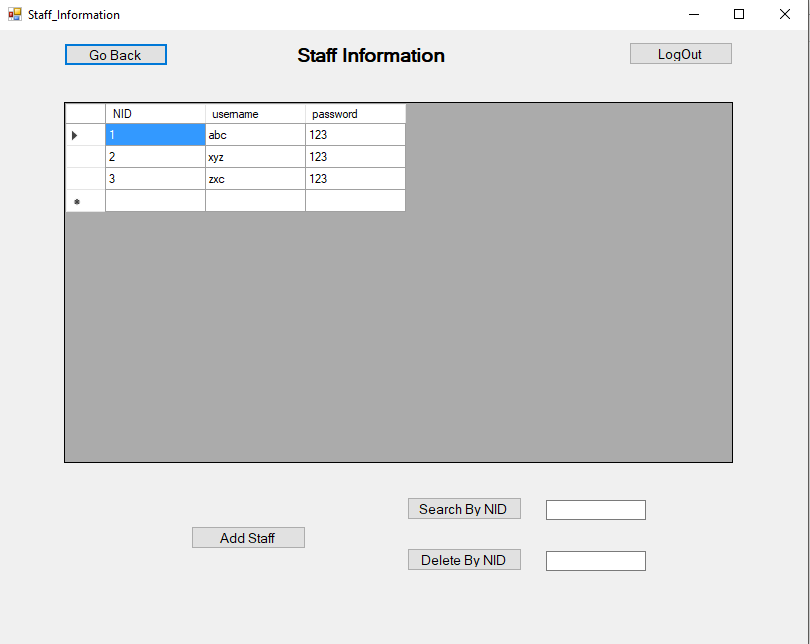 Staff_Information
Go Back Staff Information LogOut
NID username password
1 abc 123
2 xyz 123
3 zxc 123
Search By NID
Add Staff
Delete By NID